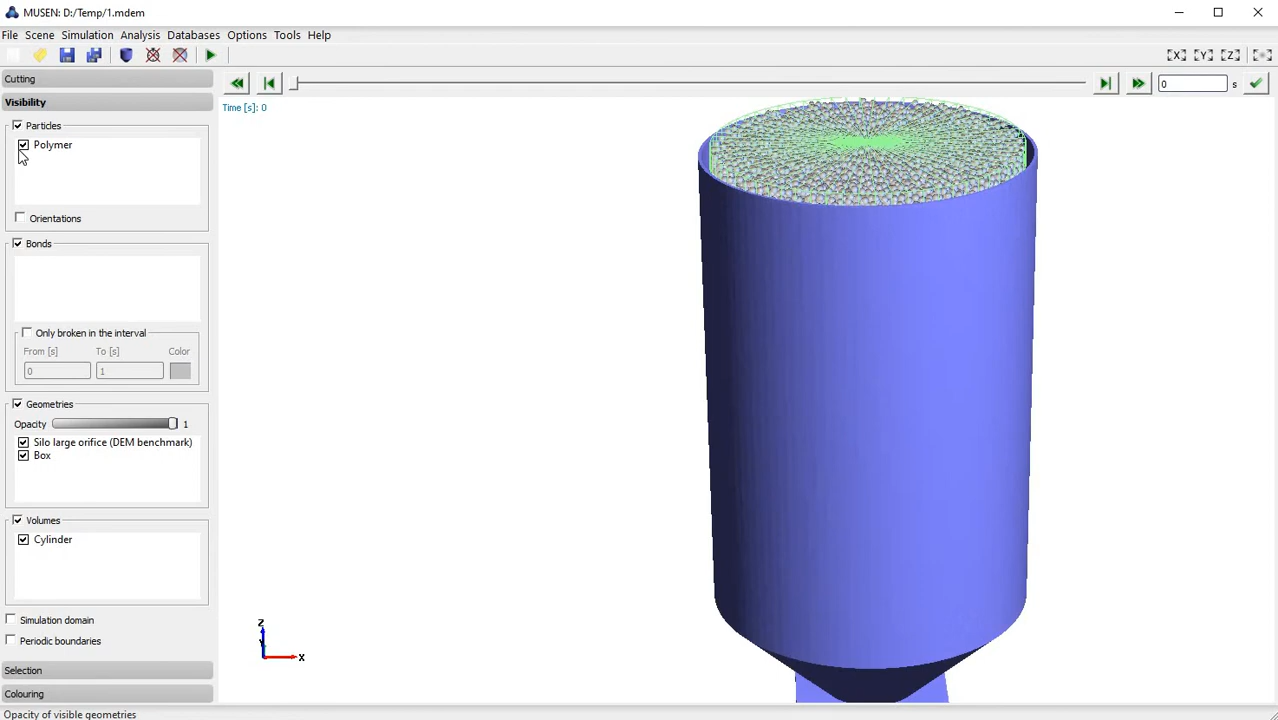 MUSEN: D:/Temp/1.mdem
File Scene Simulation Analysis Databases Options Tools Help
[X] [Y] [Z]
Cutting
Visibility
0 s
Time [s]: 0
Particles
Polymer
Orientations
Bonds
Only broken in the interval
From [s] To [s] Color
0 1
Geometries
Opacity 1
Silo large orifice (DEM benchmark)
Box
Volumes
Cylinder
Simulation domain
Periodic boundaries
Z
Y
X
Selection
Colouring
Opacity of visible geometries